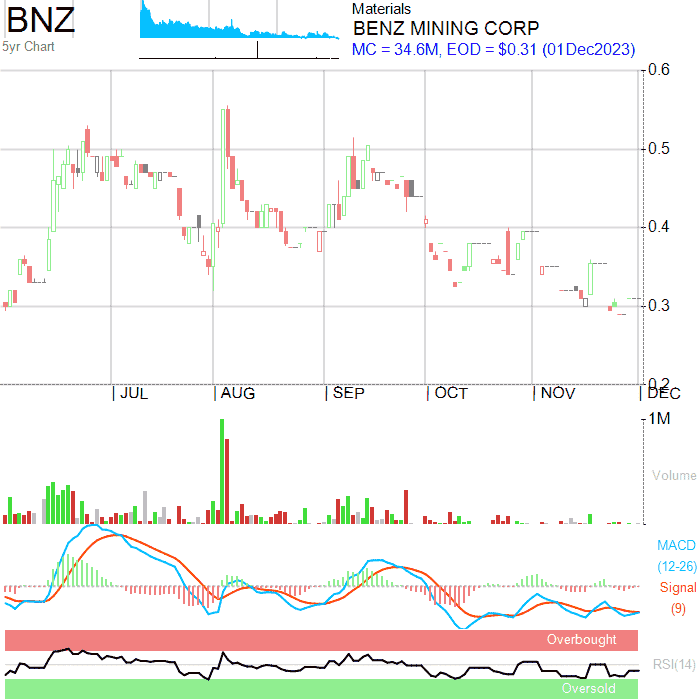 BNZ
5yr Chart
Materials
BENZ MINING CORP
MC = 34.6M, EOD = $0.31 (01Dec2023)
0.6
0.5
0.4
0.3
0.2
JUL AUG SEP OCT NOV DEC
1M
Volume
MACD
(12-26)
Signal
(9)
Overbought
RSI(14)
Oversold